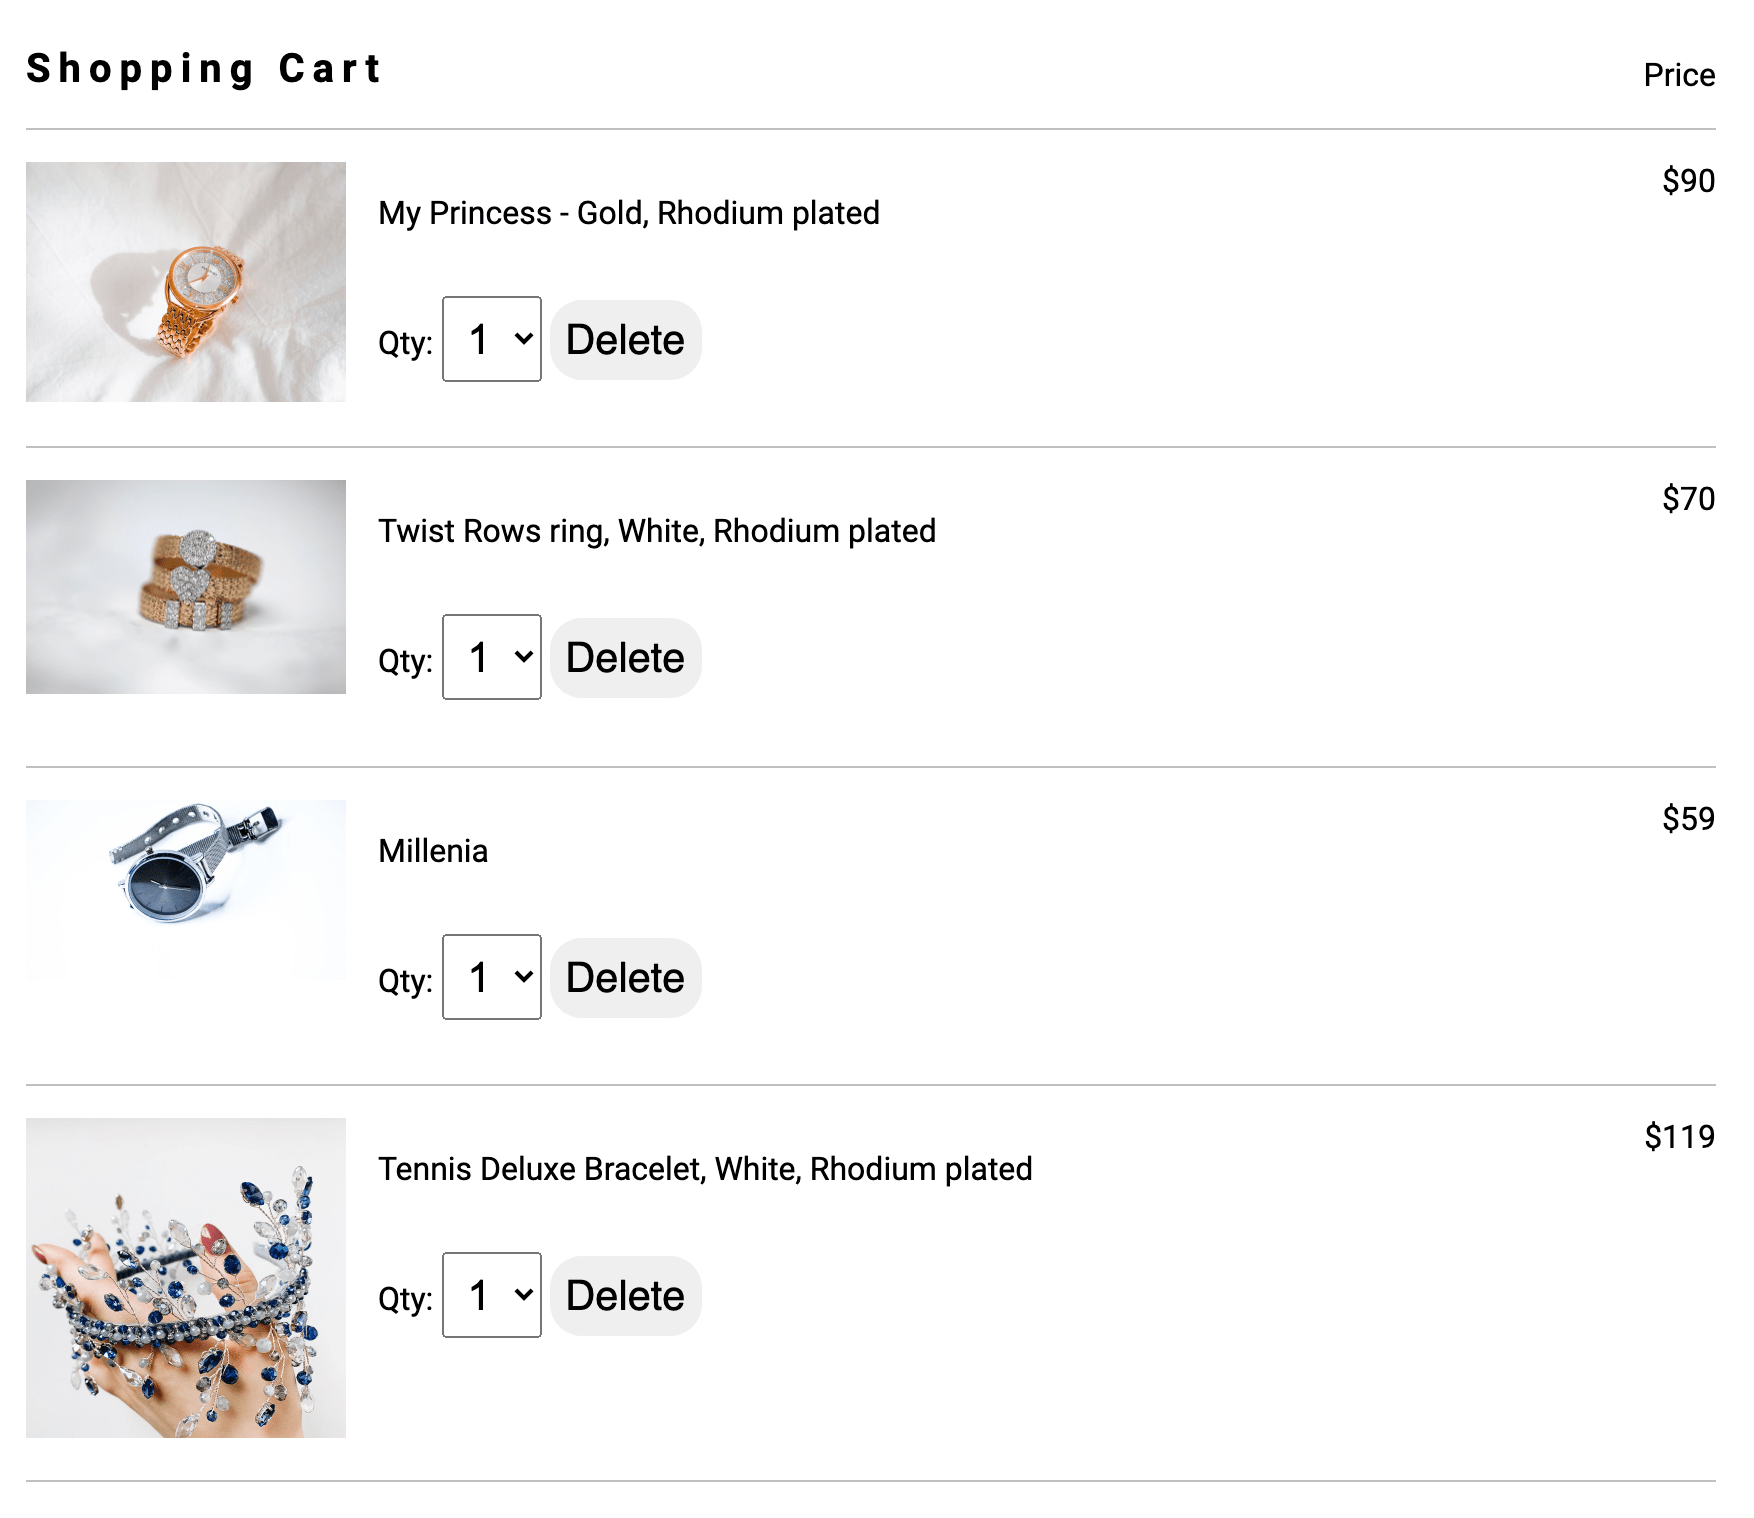 Shopping Cart
Price
$90
My Princess - Gold, Rhodium plated
Qty: 1 Delete
$70
Twist Rows ring, White, Rhodium plated
Qty: 1 Delete
$59
Millenia
Qty: 1 Delete
$119
Tennis Deluxe Bracelet, White, Rhodium plated
Qty: 1 Delete